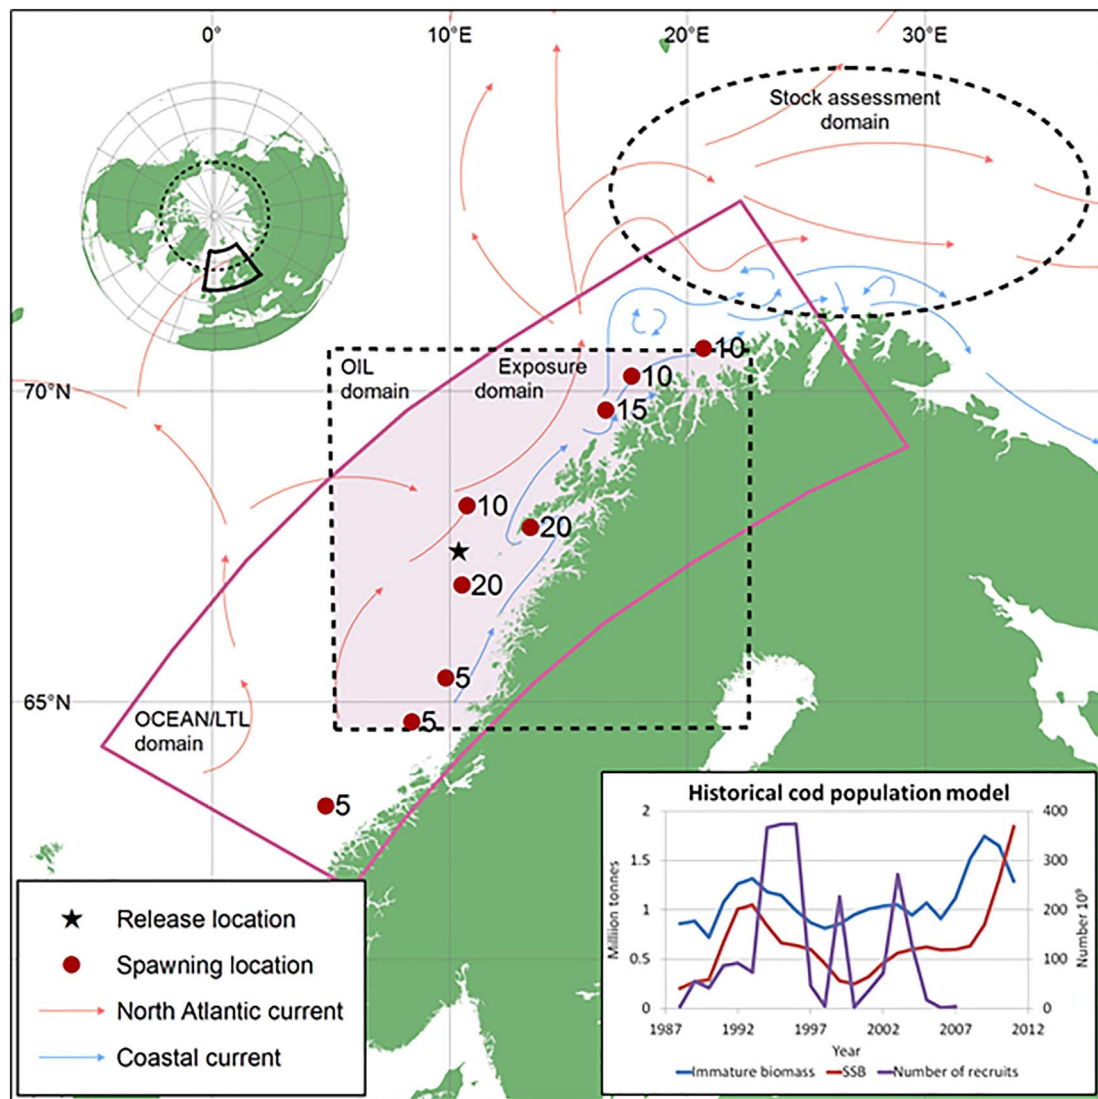 0° 10°E 20°E 30°E
Stock assessment
domain
OIL
domain
Exposure
domain
10
10
70°N
15
10
20
20
5
65°N
5
OCEAN/LTL
domain
5
Release location
Spawning location
North Atlantic current
Coastal current
Historical cod population model
2 400
1.5 300
1 200
0.5 100
0 0
Milliion tonnes
Number 10⁹
1987 1992 1997 2002 2007 2012
Year
Immature biomass SSB Number of recruits